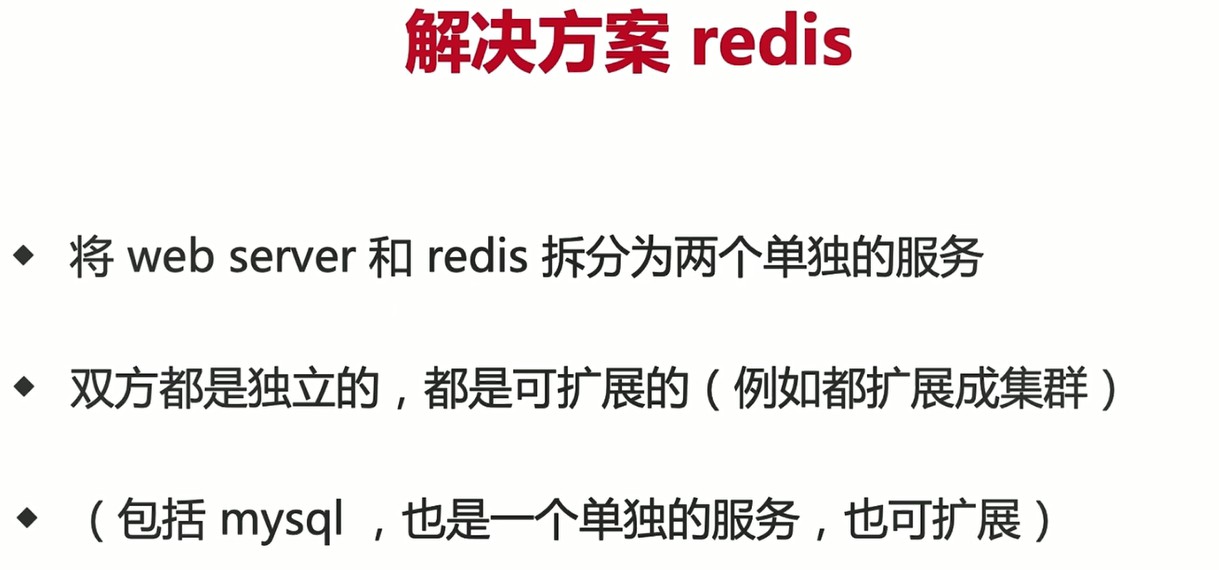 解决方案 redis
将 web server 和 redis 拆分为两个单独的服务
双方都是独立的，都是可扩展的（例如都扩展成集群）
（包括 mysql ，也是一个单独的服务，也可扩展）